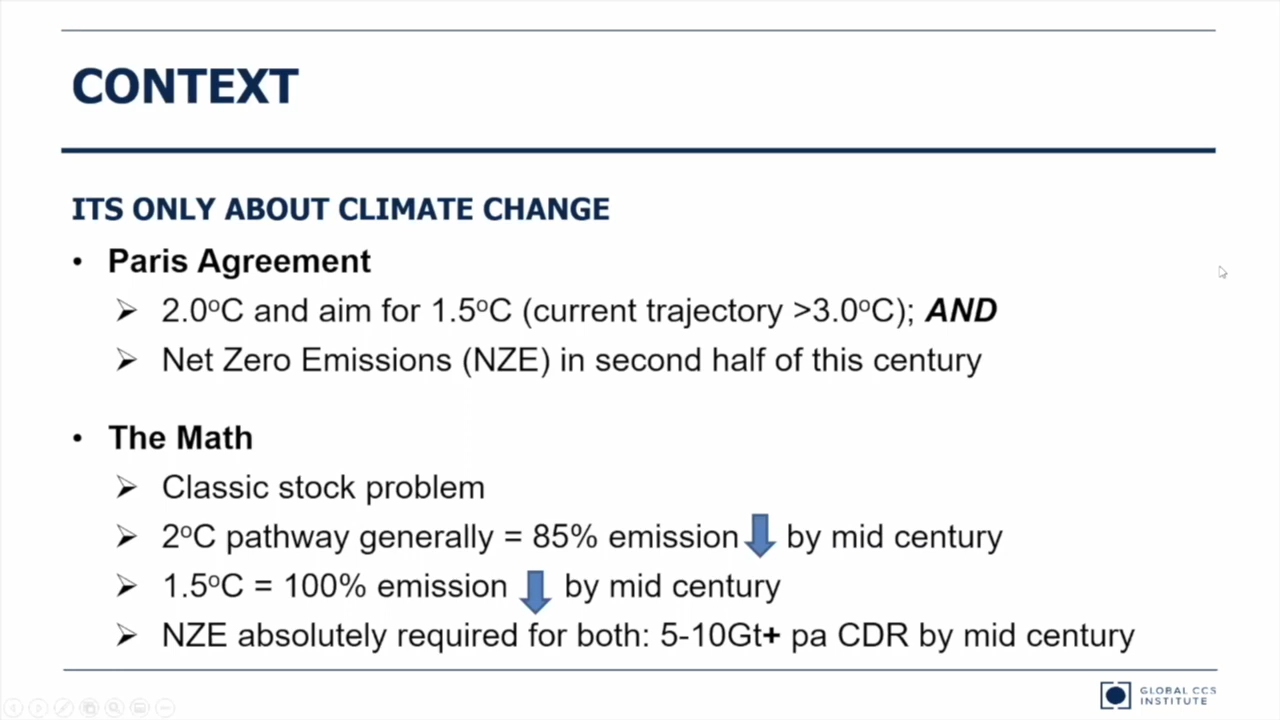 CONTEXT
ITS ONLY ABOUT CLIMATE CHANGE
• Paris Agreement
➢ 2.0ºC and aim for 1.5ºC (current trajectory >3.0ºC); AND
➢ Net Zero Emissions (NZE) in second half of this century
• The Math
➢ Classic stock problem
➢ 2ºC pathway generally = 85% emission by mid century
➢ 1.5ºC = 100% emission by mid century
➢ NZE absolutely required for both: 5-10Gt+ pa CDR by mid century
GLOBAL CCS
INSTITUTE